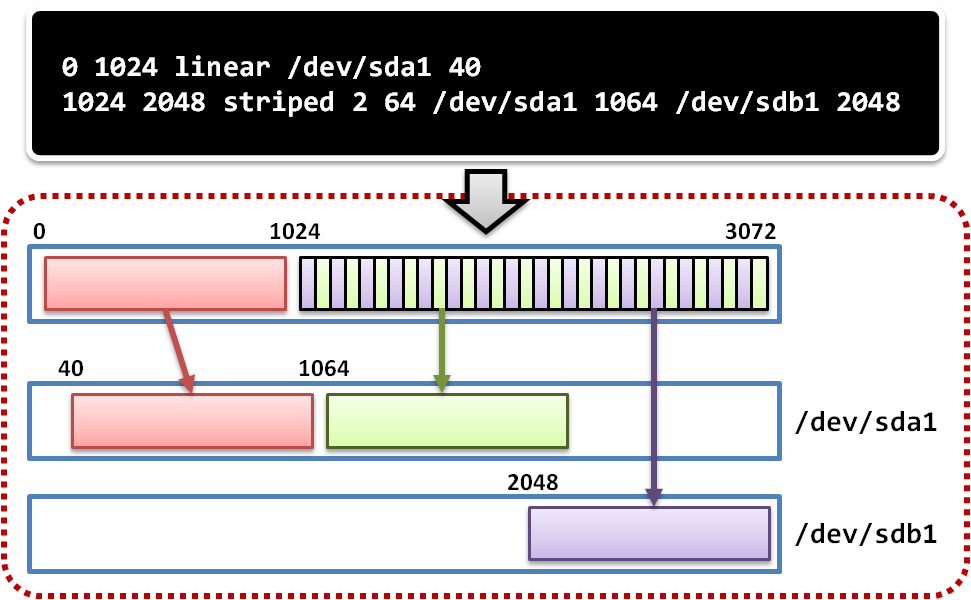 0 1024 linear /dev/sda1 40
1024 2048 striped 2 64 /dev/sda1 1064 /dev/sdb1 2048
0 1024 3072
40 1064
/dev/sda1
2048
/dev/sdb1